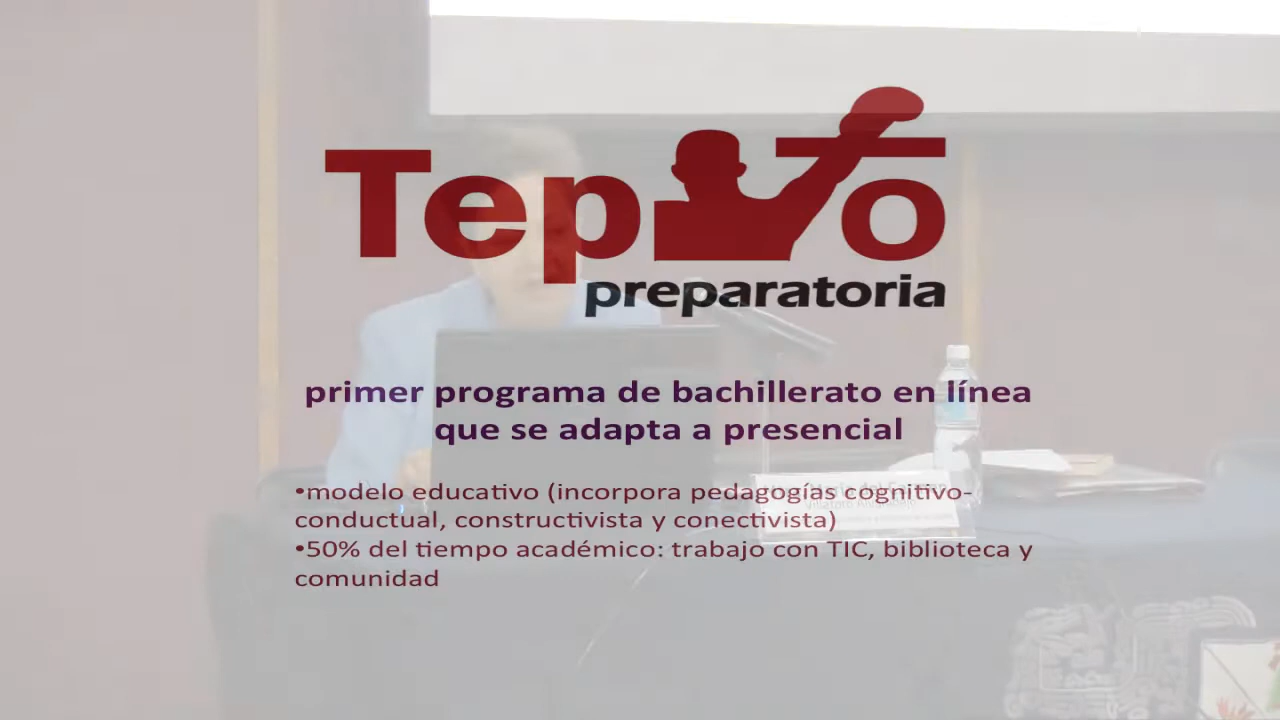 Tepito
preparatoria
primer programa de bachillerato en línea
que se adapta a presencial
•modelo educativo (incorpora pedagogías cognitivo-
conductual, constructivista y conectivista)
•50% del tiempo académico: trabajo con TIC, biblioteca y
comunidad